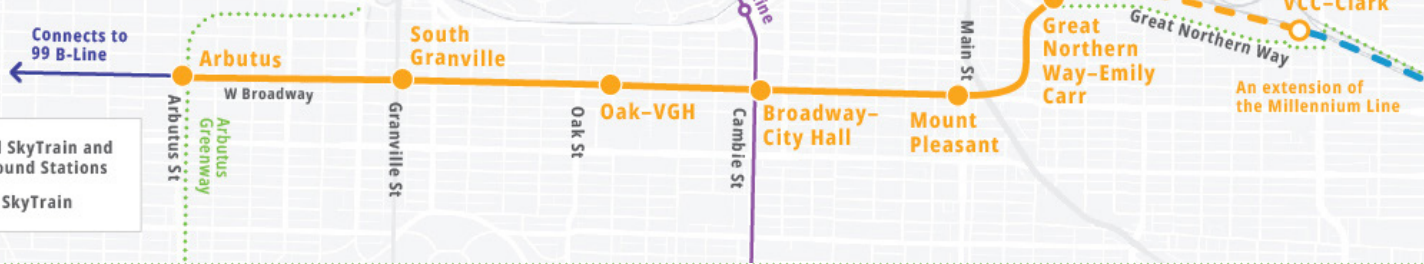 Connects to
99 B-Line
Arbutus
South
Granville
W Broadway
Arbutus St
Arbutus
Greenway
Granville St
Oak St
Oak–VGH
Cambie St
Broadway–
City Hall
Main St
Mount
Pleasant
Great
Northern
Way–Emily
Carr
Great Northern Way
VCC–Clark
An extension of
the Millennium Line
SkyTrain and
Stations
SkyTrain